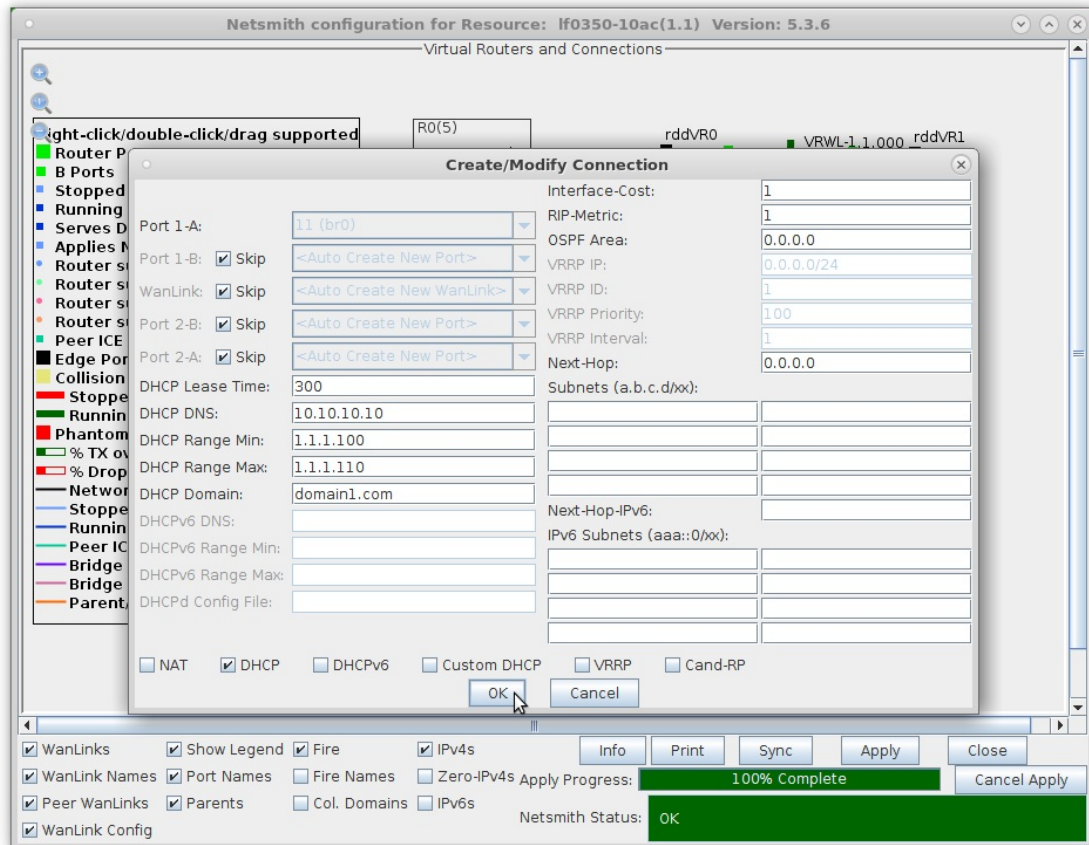 Netsmith configuration for Resource:  lf0350-10ac(1.1)  Version: 5.3.6
Virtual Routers and Connections
ight-click/double-click/drag supported
Router P
B Ports
Stopped
Running
Serves D
Applies N
Router s
Router s
Router s
Router s
Peer ICE
Edge Por
Collision
Stoppe
Runnin
Phantom
% TX ov
% Drop
Networ
Stoppe
Runnin
Peer IC
Bridge
Bridge
Parent/
R0(5)
rddVR0
VRWL-1.1.000
rddVR1
Create/Modify Connection
Port 1-A: 11 (br0)
Port 1-B: Skip <Auto Create New Port>
WanLink: Skip <Auto Create New WanLink>
Port 2-B: Skip <Auto Create New Port>
Port 2-A: Skip <Auto Create New Port>
DHCP Lease Time: 300
DHCP DNS: 10.10.10.10
DHCP Range Min: 1.1.1.100
DHCP Range Max: 1.1.1.110
DHCP Domain: domain1.com
DHCPv6 DNS:
DHCPv6 Range Min:
DHCPv6 Range Max:
DHCPd Config File:
Interface-Cost: 1
RIP-Metric: 1
OSPF Area: 0.0.0.0
VRRP IP: 0.0.0.0/24
VRRP ID: 1
VRRP Priority: 100
VRRP Interval: 1
Next-Hop: 0.0.0.0
Subnets (a.b.c.d/xx):
Next-Hop-IPv6:
IPv6 Subnets (aaa::0/xx):
NAT DHCP DHCPv6 Custom DHCP VRRP Cand-RP
OK Cancel
WanLinks Show Legend Fire IPv4s Info Print Sync Apply Close
WanLink Names Port Names Fire Names Zero-IPv4s Apply Progress: 100% Complete Cancel Apply
Peer WanLinks Parents Col. Domains IPv6s
Netsmith Status: OK
WanLink Config